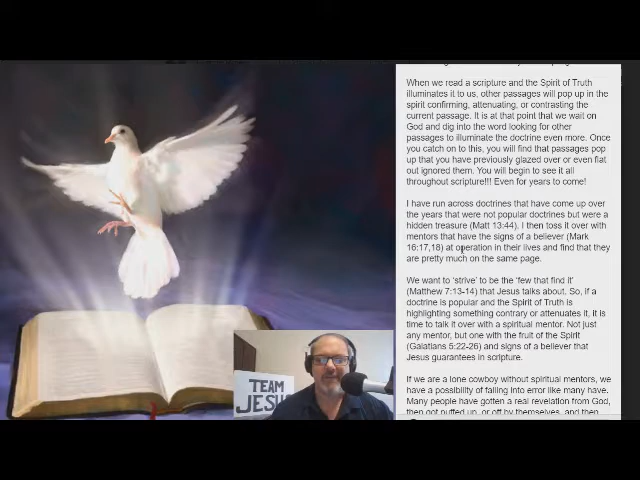 When we read a scripture and the Spirit of Truth
illuminates it to us, other passages will pop up in the
spirit confirming, attenuating, or contrasting the
current passage. It is at that point that we wait on
God and dig into the word looking for other
passages to illuminate the doctrine even more. Once
you catch on to this, you will find that passages pop
up that you have previously glazed over or even flat
out ignored them. You will begin to see it all
throughout scripture!!! Even for years to come!
I have run across doctrines that have come up over
the years that were not popular doctrines but were a
hidden treasure (Matt 13:44). I then toss it over with
mentors that have the signs of a believer (Mark
16:17,18) at operation in their lives and find that they
are pretty much on the same page.
We want to ‘strive’ to be the ‘few that find it’
(Matthew 7:13-14) that Jesus talks about. So, if a
doctrine is popular and the Spirit of Truth is
highlighting something contrary or attenuates it, it is
time to talk it over with a spiritual mentor. Not just
any mentor, but one with the fruit of the Spirit
(Galatians 5:22-26) and signs of a believer that
Jesus guarantees in scripture.
If we are a lone cowboy without spiritual mentors, we
have a possibility of falling into error like many have.
Many people have gotten a real revelation from God,
then got puffed up, or off by themselves, and then
TEAM
JESUS